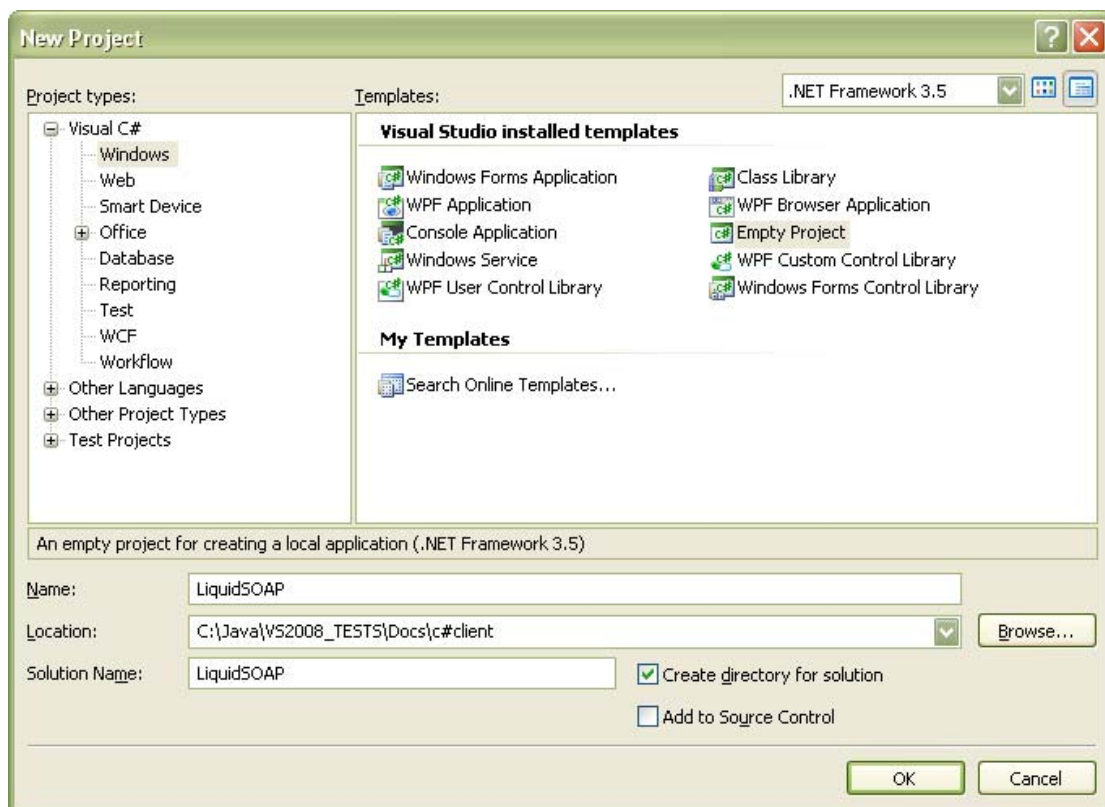 New Project
Project types:
Templates:
.NET Framework 3.5
Visual C#
Windows
Web
Smart Device
Office
Database
Reporting
Test
WCF
Workflow
Other Languages
Other Project Types
Test Projects
Visual Studio installed templates
Windows Forms Application
Class Library
WPF Application
WPF Browser Application
Console Application
Empty Project
Windows Service
WPF Custom Control Library
WPF User Control Library
Windows Forms Control Library
My Templates
Search Online Templates...
An empty project for creating a local application (.NET Framework 3.5)
Name:
LiquidSOAP
Location:
C:\Java\VS2008_TESTS\Docs\c#client
Browse...
Solution Name:
LiquidSOAP
Create directory for solution
Add to Source Control
OK
Cancel